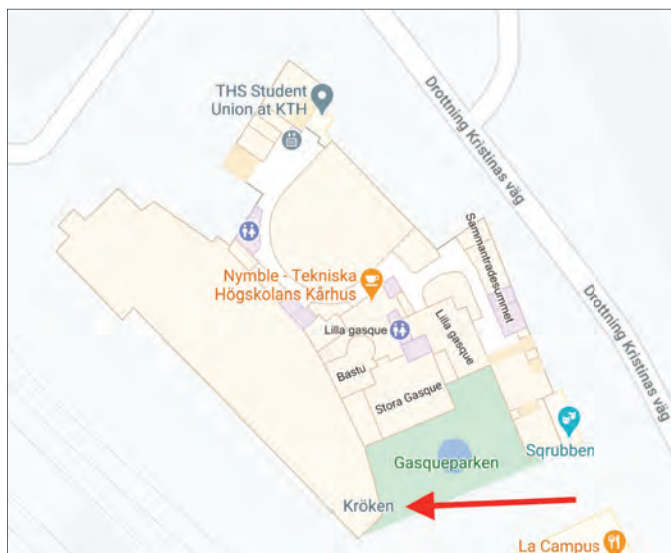 THS Student
Union at KTH
Drottning Kristinas väg
Sammantradesummet
Nymble - Tekniska
Högskolans Kårhus
Drottning Kristinas väg
Lilla gasque
Lilla gasque
Bastu
Stora Gasque
Gasqueparken
Sqrubben
Kröken
La Campus